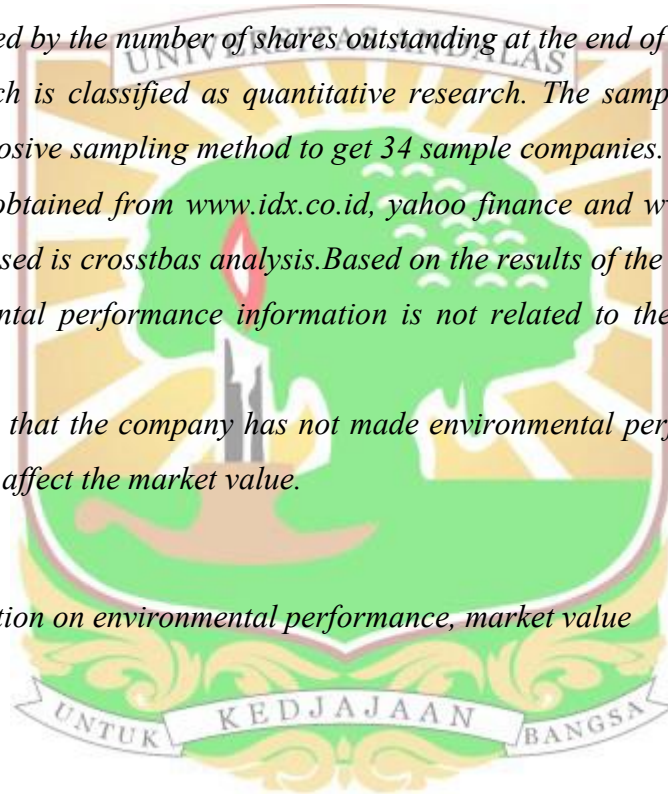 ed by the number of shares outstanding at the end of
UNIVERSITAS ANDALAS
ch is classified as quantitative research. The samp
osive sampling method to get 34 sample companies.
obtained from www.idx.co.id, yahoo finance and w
sed is crosstbas analysis.Based on the results of the
ntal performance information is not related to the
that the company has not made environmental perf
affect the market value.
tion on environmental performance, market value
UNTUK KEDJAJAAN BANGSA